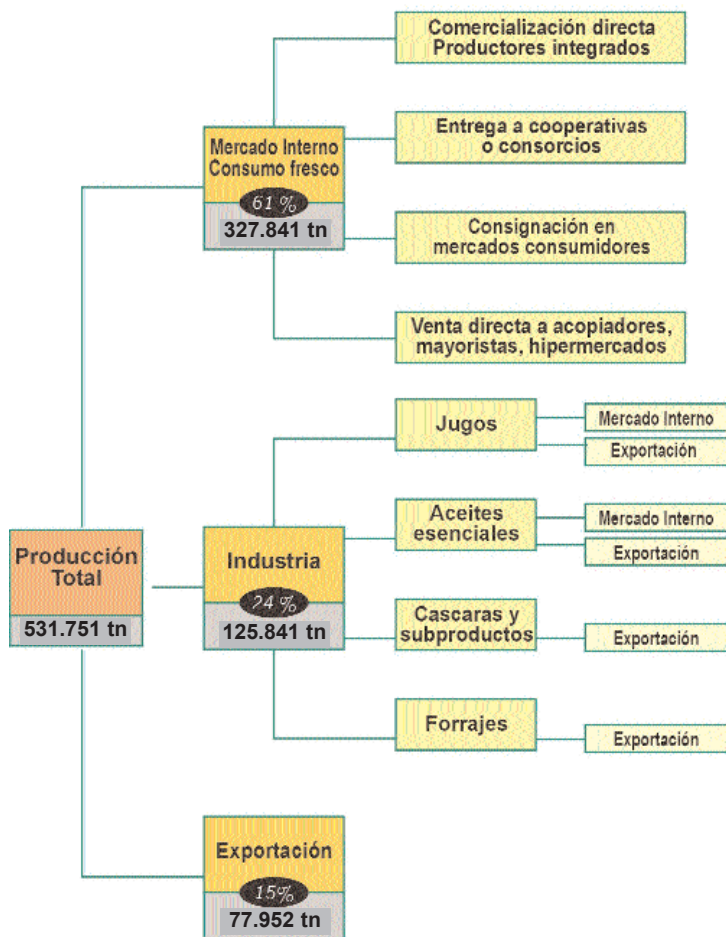 Comercialización directa
Productores integrados
Mercado Interno
Consumo fresco
61 %
327.841 tn
Entrega a cooperativas
o consorcios
Consignación en
mercados consumidores
Venta directa a acopiadores,
mayoristas, hipermercados
Producción
Total
531.751 tn
Industria
24 %
125.841 tn
Jugos
Mercado Interno
Exportación
Aceites
esenciales
Mercado Interno
Exportación
Cascaras y
subproductos
Exportación
Forrajes
Exportación
Exportación
15%
77.952 tn